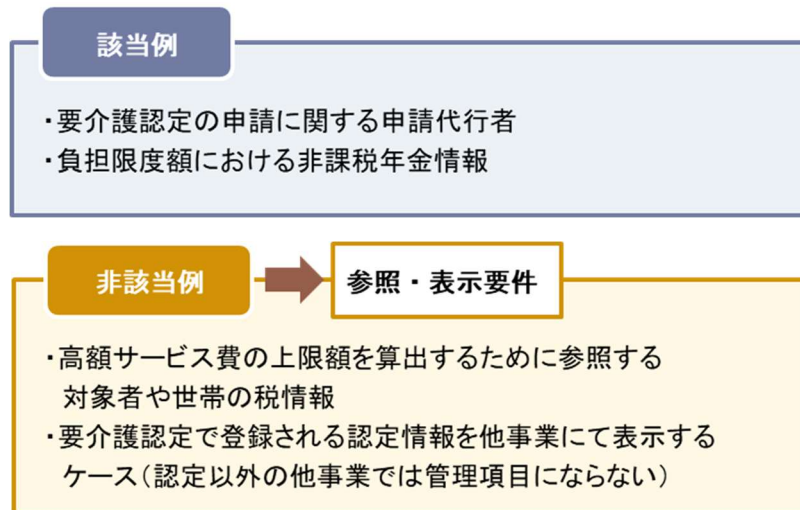 該当例
・要介護認定の申請に関する申請代行者
・負担限度額における非課税年金情報
非該当例
参照・表示要件
・高額サービス費の上限額を算出するために参照する
対象者や世帯の税情報
・要介護認定で登録される認定情報を他事業にて表示する
ケース（認定以外の他事業では管理項目にならない）